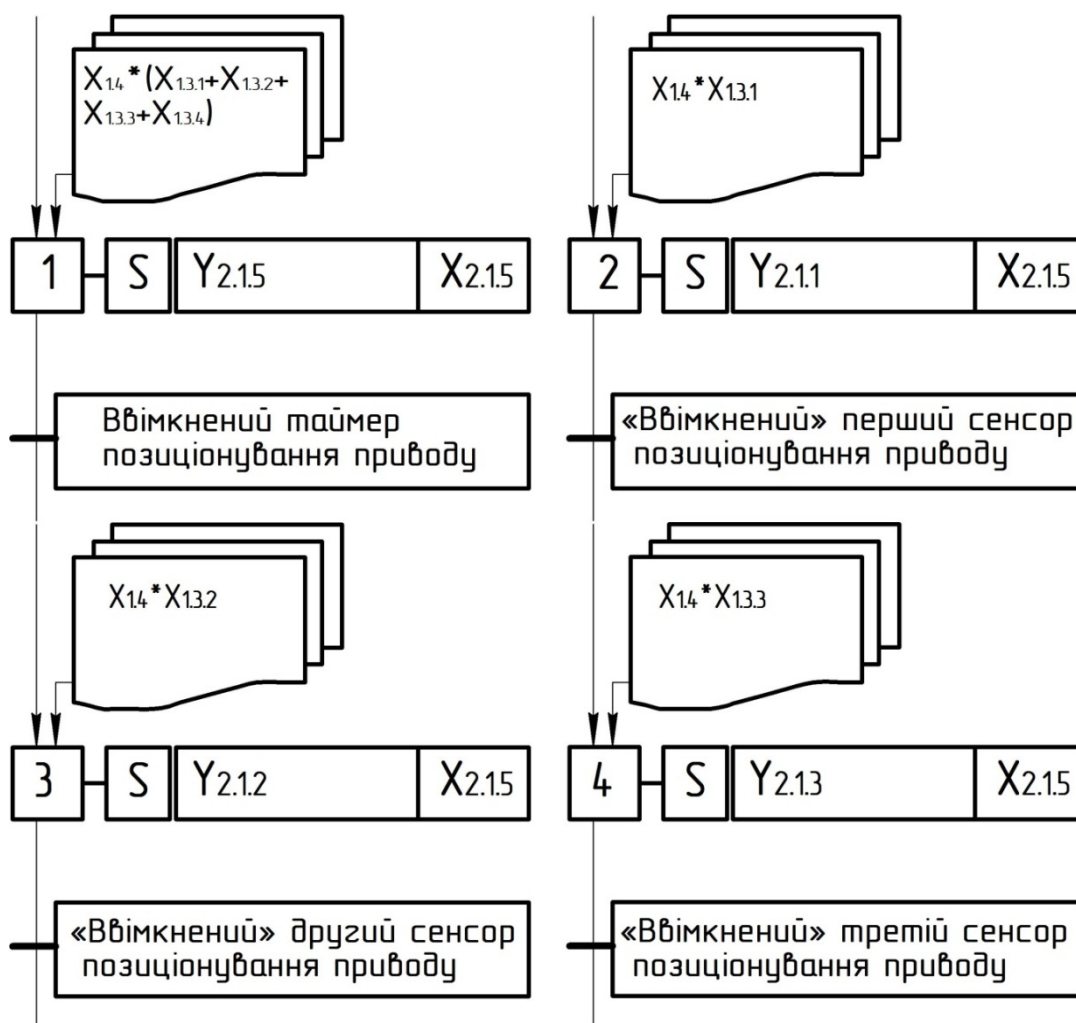 X1.4*(X1.3.1+X1.3.2+
X1.3.3+X1.3.4)
1 S Y2.1.5 X2.1.5
Ввімкнений таймер
позиціонування приводу
X1.4*X1.3.1
2 S Y2.1.1 X2.1.5
«Ввімкнений» перший сенсор
позиціонування приводу
X1.4*X1.3.2
3 S Y2.1.2 X2.1.5
«Ввімкнений» другий сенсор
позиціонування приводу
X1.4*X1.3.3
4 S Y2.1.3 X2.1.5
«Ввімкнений» третій сенсор
позиціонування приводу